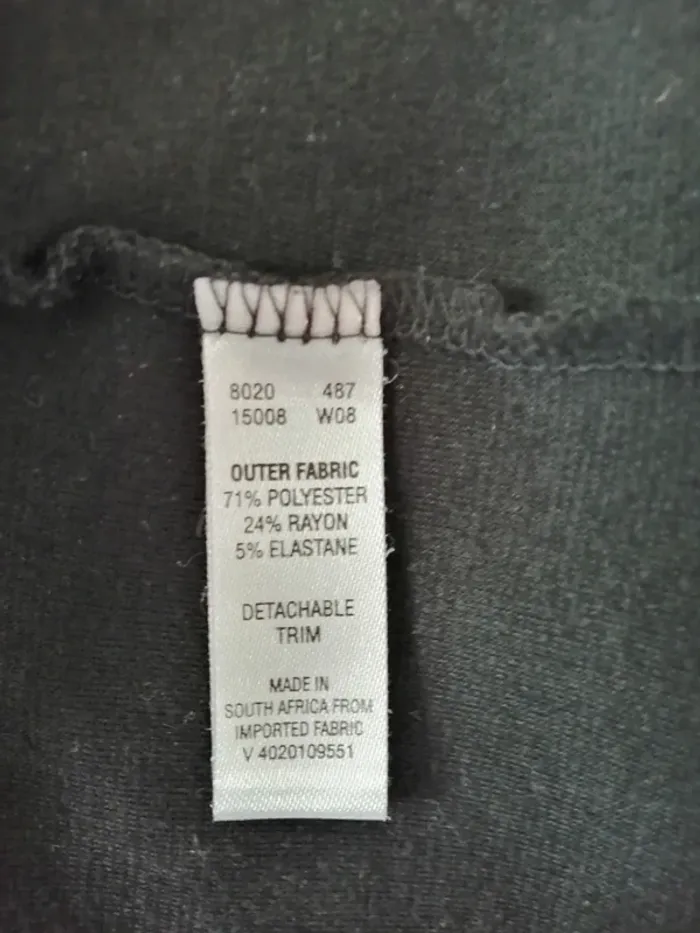 8020 487
15008 W08
OUTER FABRIC
71% POLYESTER
24% RAYON
5% ELASTANE
DETACHABLE
TRIM
MADE IN
SOUTH AFRICA FROM
IMPORTED FABRIC
V 4020109551